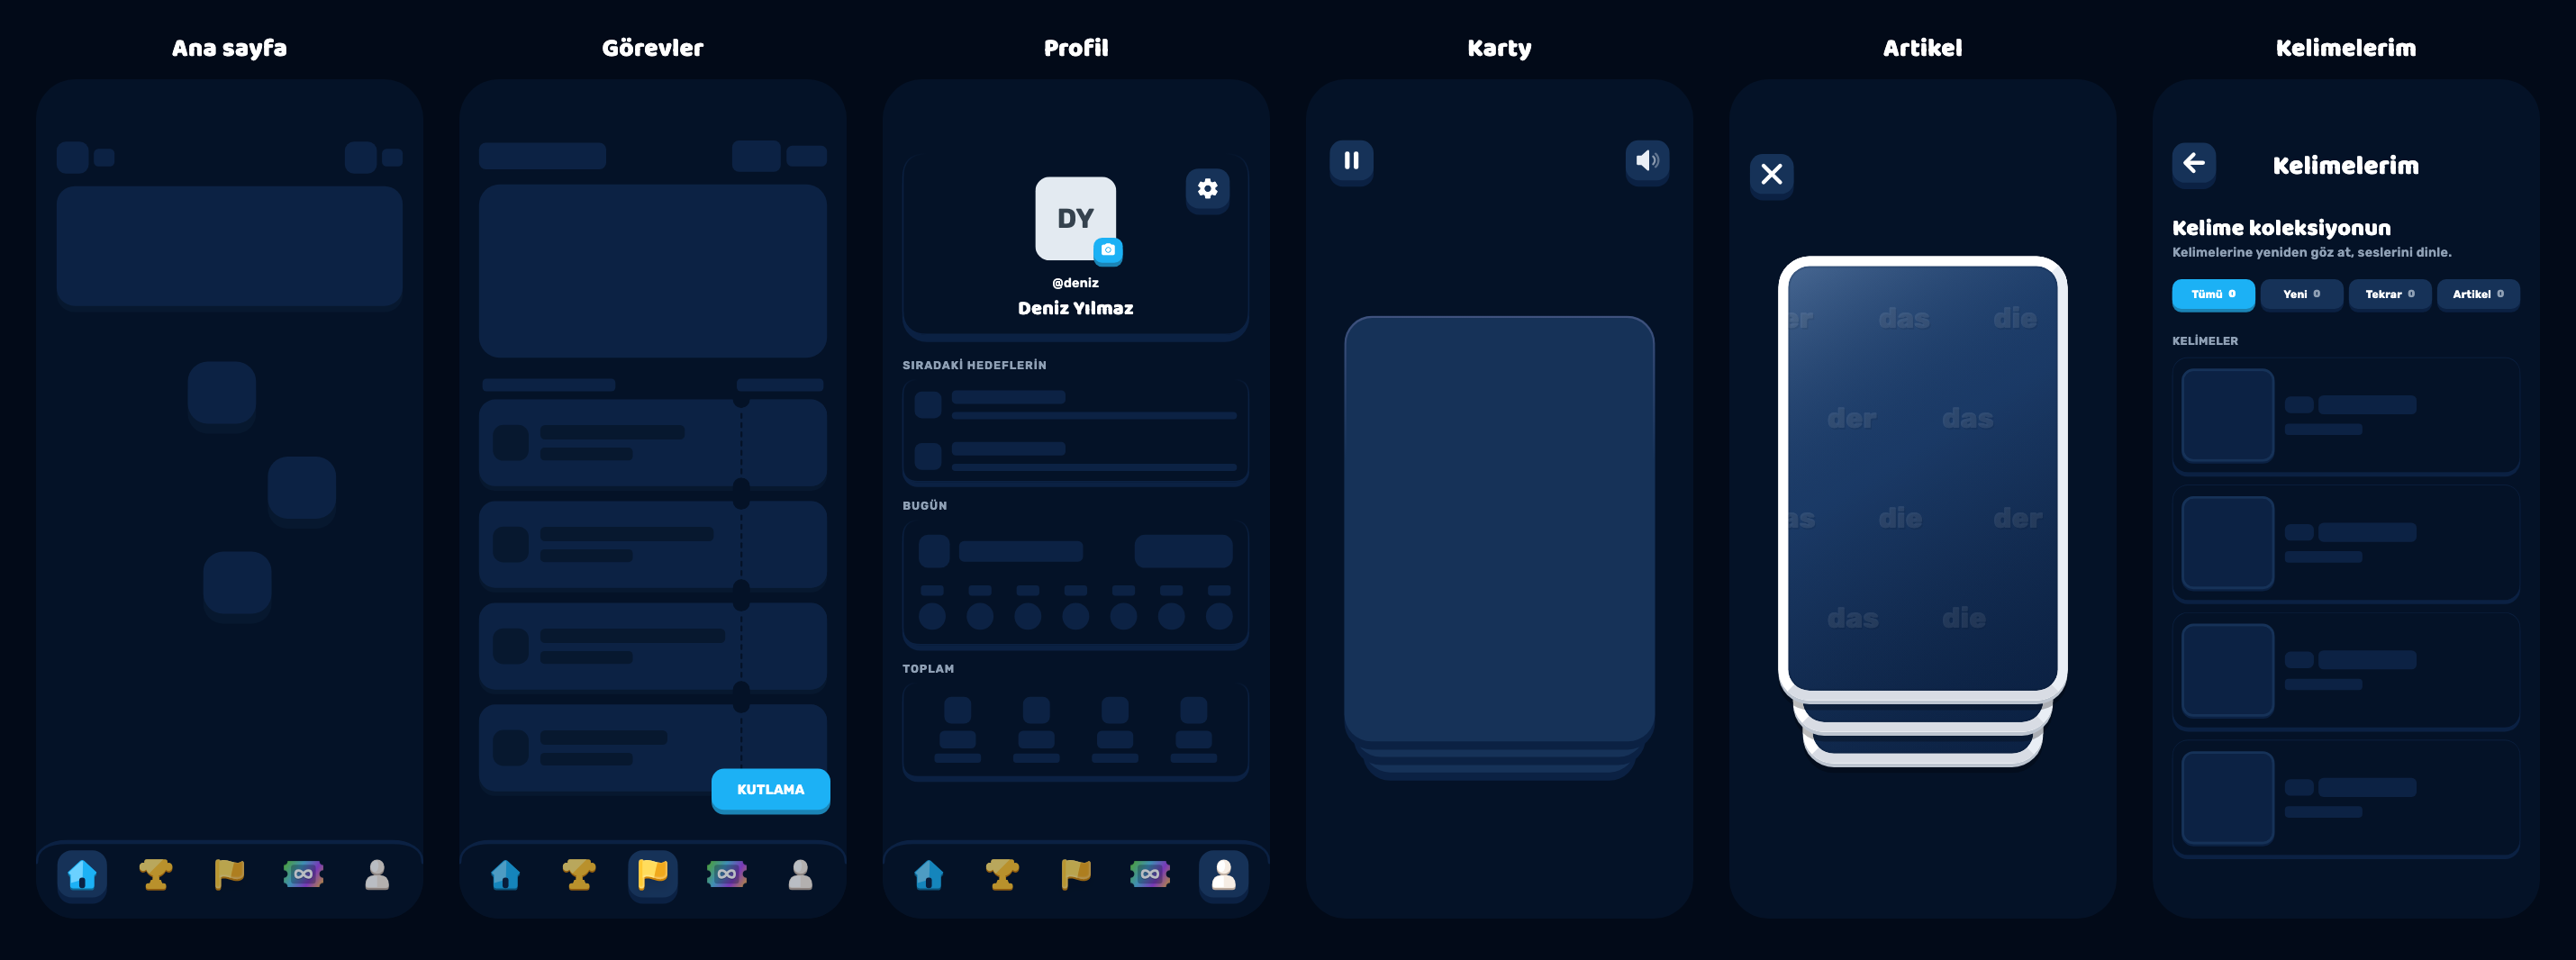 Ana sayfa
Görevler
KUTLAMA
Profil
DY
@deniz
Deniz Yılmaz
SIRADAKİ HEDEFLERİN
BUGÜN
TOPLAM
Karty
Artikel
er das die
der das
as die der
das die
Kelimelerim
Kelimelerim
Kelime koleksiyonun
Kelimelerine yeniden göz at, seslerini dinle.
Tümü 0 Yeni 0 Tekrar 0 Artikel 0
KELİMELER